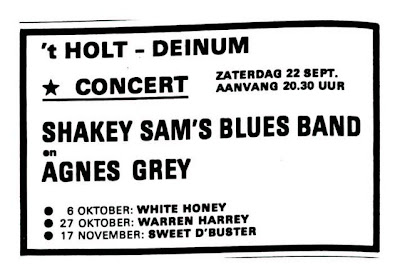 't HOLT – DEINUM
★ CONCERT
ZATERDAG 22 SEPT.
AANVANG 20.30 UUR
SHAKEY SAM'S BLUES BAND
en
AGNES GREY
● 6 OKTOBER: WHITE HONEY
● 27 OKTOBER: WARREN HARREY
● 17 NOVEMBER: SWEET D'BUSTER